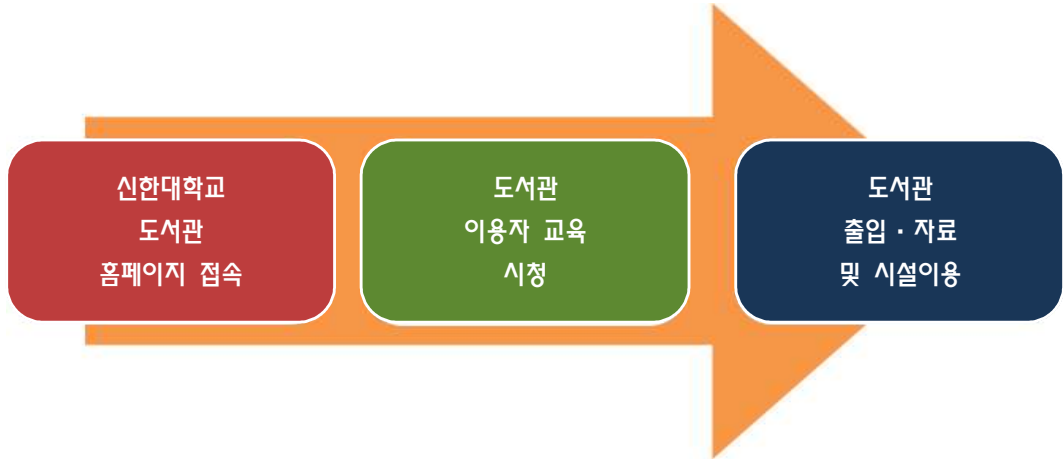 신한대학교
도서관
홈페이지 접속
도서관
이용자 교육
시청
도서관
출입 · 자료
및 시설이용